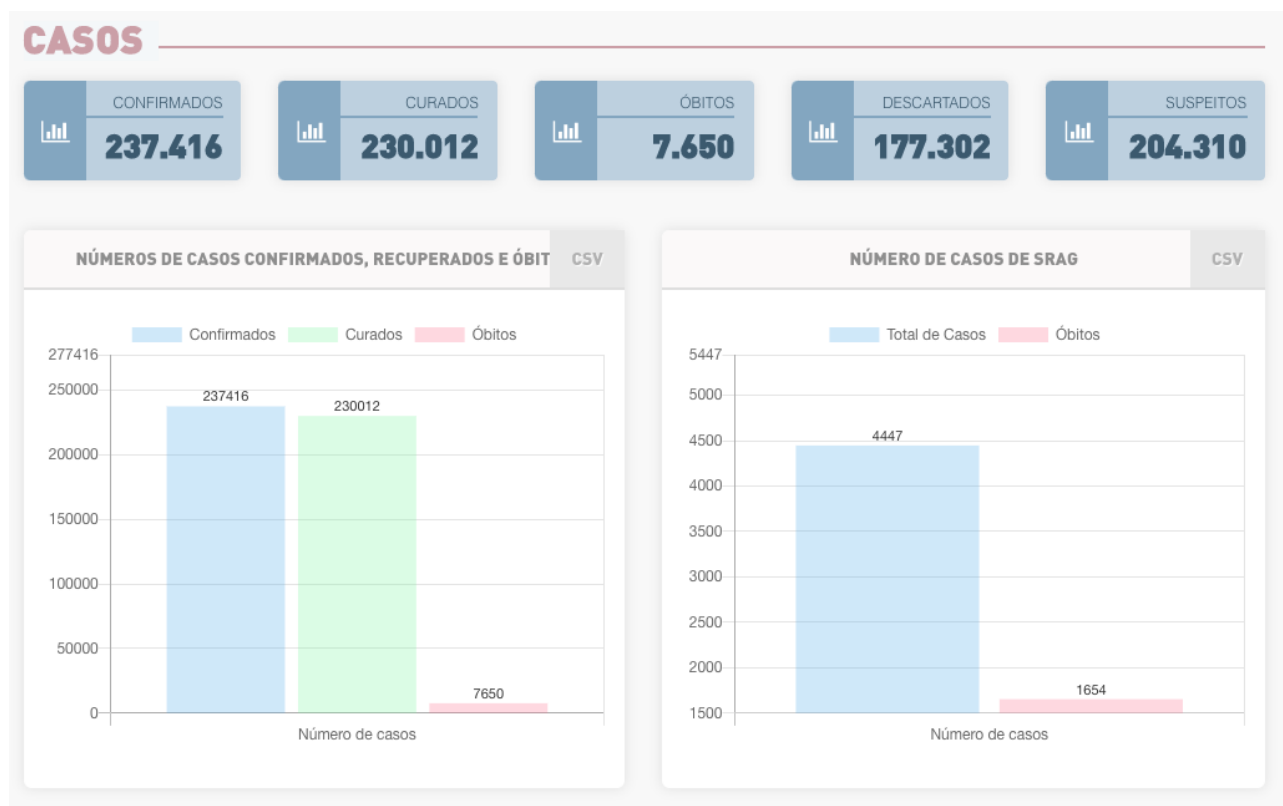 CASOS
CONFIRMADOS
237.416
CURADOS
230.012
ÓBITOS
7.650
DESCARTADOS
177.302
SUSPEITOS
204.310
NÚMEROS DE CASOS CONFIRMADOS, RECUPERADOS E ÓBIT CSV
Confirmados Curados Óbitos
277416
250000
200000
150000
100000
50000
0
237416
230012
7650
Número de casos
NÚMERO DE CASOS DE SRAG CSV
Total de Casos Óbitos
5447
5000
4500
4000
3500
3000
2500
2000
1500
4447
1654
Número de casos